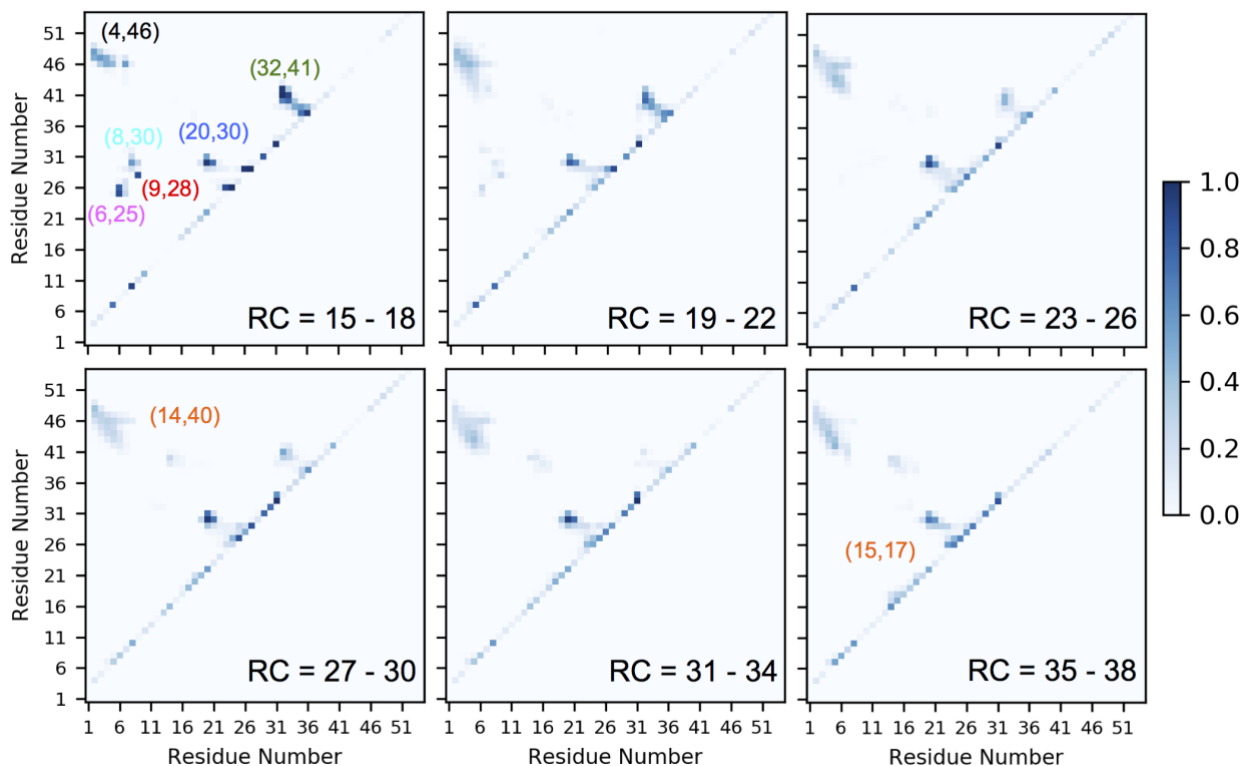 51
46
41
36
31
26
21
16
11
6
1
Residue Number
(4,46)
(32,41)
(8,30)
(20,30)
(9,28)
(6,25)
RC = 15 - 18
RC = 19 - 22
RC = 23 - 26
1.0
0.8
0.6
0.4
0.2
0.0
51
46
41
36
31
26
21
16
11
6
1
Residue Number
(14,40)
(15,17)
RC = 27 - 30
RC = 31 - 34
RC = 35 - 38
1 6 11 16 21 26 31 36 41 46 51
1 6 11 16 21 26 31 36 41 46 51
1 6 11 16 21 26 31 36 41 46 51
Residue Number
Residue Number
Residue Number